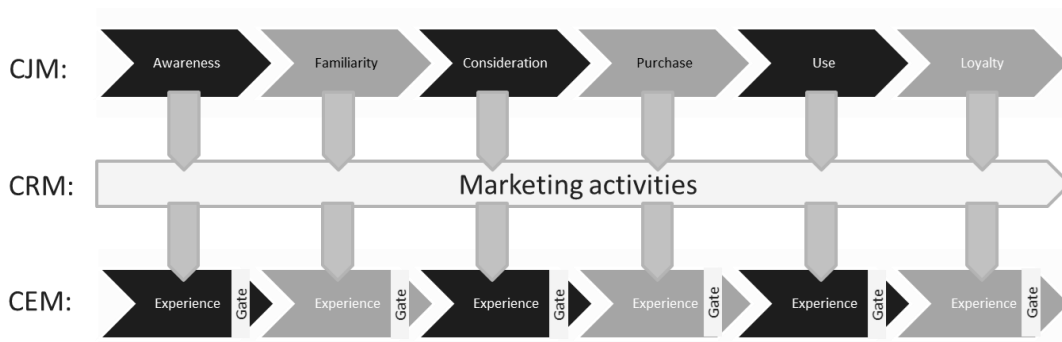 CJM:
Awareness
Familiarity
Consideration
Purchase
Use
Loyalty
CRM:
Marketing activities
CEM:
Experience
Gate
Experience
Gate
Experience
Gate
Experience
Gate
Experience
Gate
Experience
Gate